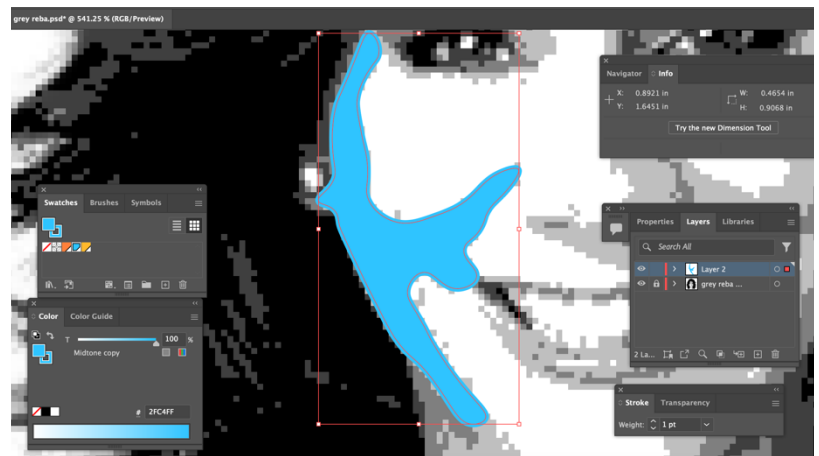 grey reba.psd* @ 541.25 % (RGB/Preview)
Navigator Info
X: 0.8921 in
Y: 1.6451 in
W: 0.4654 in
H: 0.9068 in
Try the new Dimension Tool
Swatches Brushes Symbols
Properties Layers Libraries
Search All
Layer 2
grey reba ...
2 La...
Color Color Guide
T 100 %
Midtone copy
# 2FC4FF
Stroke Transparency
Weight: 1 pt